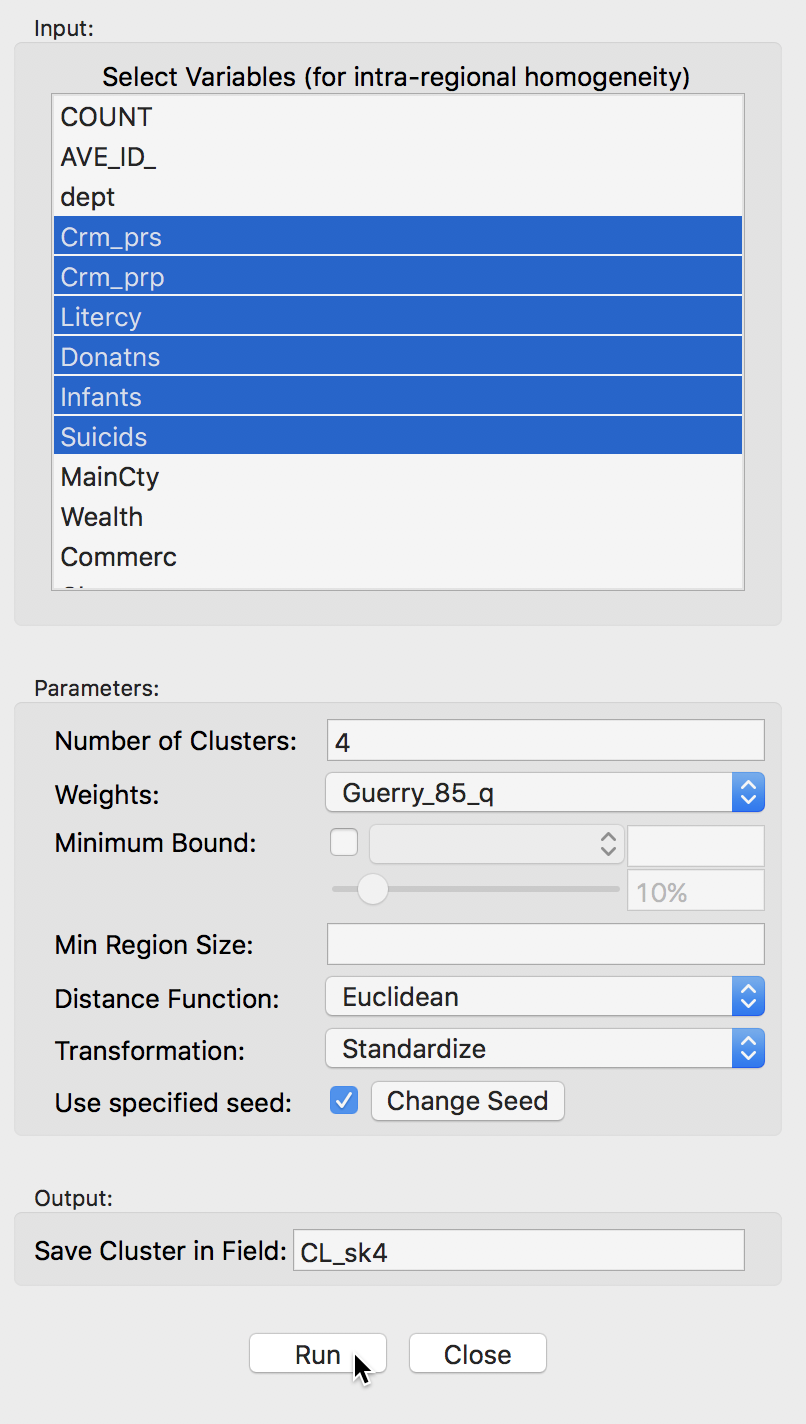 Input:
Select Variables (for intra-regional homogeneity)
COUNT
AVE_ID_
dept
Crm_prs
Crm_prp
Litercy
Donatns
Infants
Suicids
MainCty
Wealth
Commerc
Parameters:
Number of Clusters: 4
Weights: Guerry_85_q
Minimum Bound:
10%
Min Region Size:
Distance Function: Euclidean
Transformation: Standardize
Use specified seed: Change Seed
Output:
Save Cluster in Field: CL_sk4
Run Close